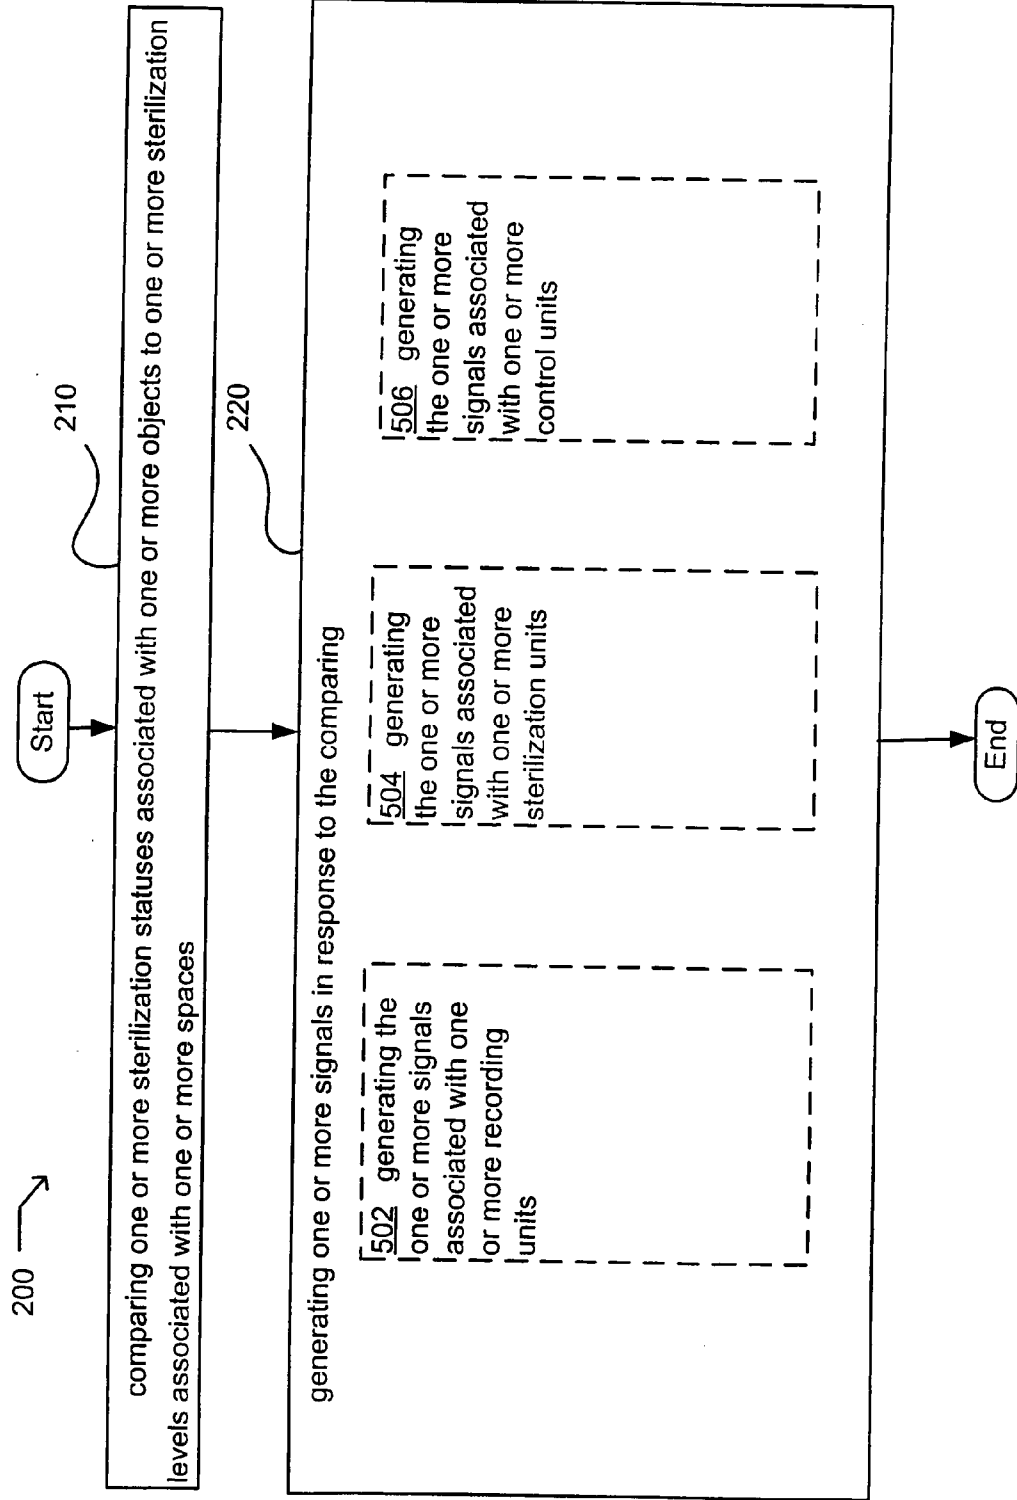 200
Start
210
comparing one or more sterilization statuses associated with one or more objects to one or more sterilization
levels associated with one or more spaces
220
generating one or more signals in response to the comparing
502 generating the
one or more signals
associated with one
or more recording
units
504 generating
the one or more
signals associated
with one or more
sterilization units
506 generating
the one or more
signals associated
with one or more
control units
End